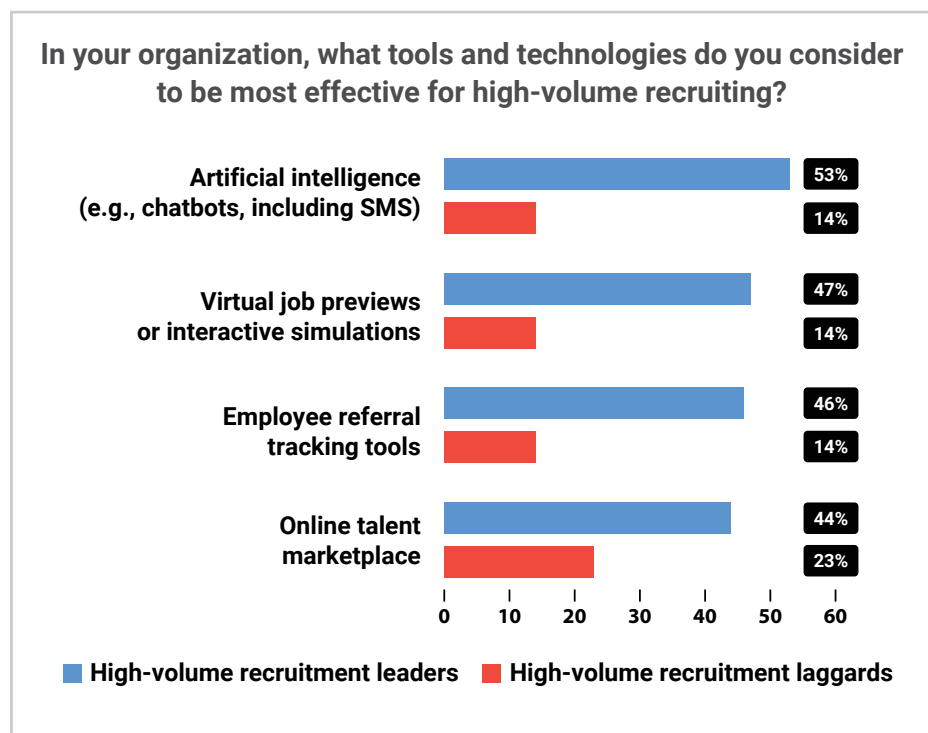 In your organization, what tools and technologies do you consider
to be most effective for high-volume recruiting?
Artificial intelligence
(e.g., chatbots, including SMS)
53%
14%
Virtual job previews
or interactive simulations
47%
14%
Employee referral
tracking tools
46%
14%
Online talent
marketplace
44%
23%
0 10 20 30 40 50 60
High-volume recruitment leaders High-volume recruitment laggards